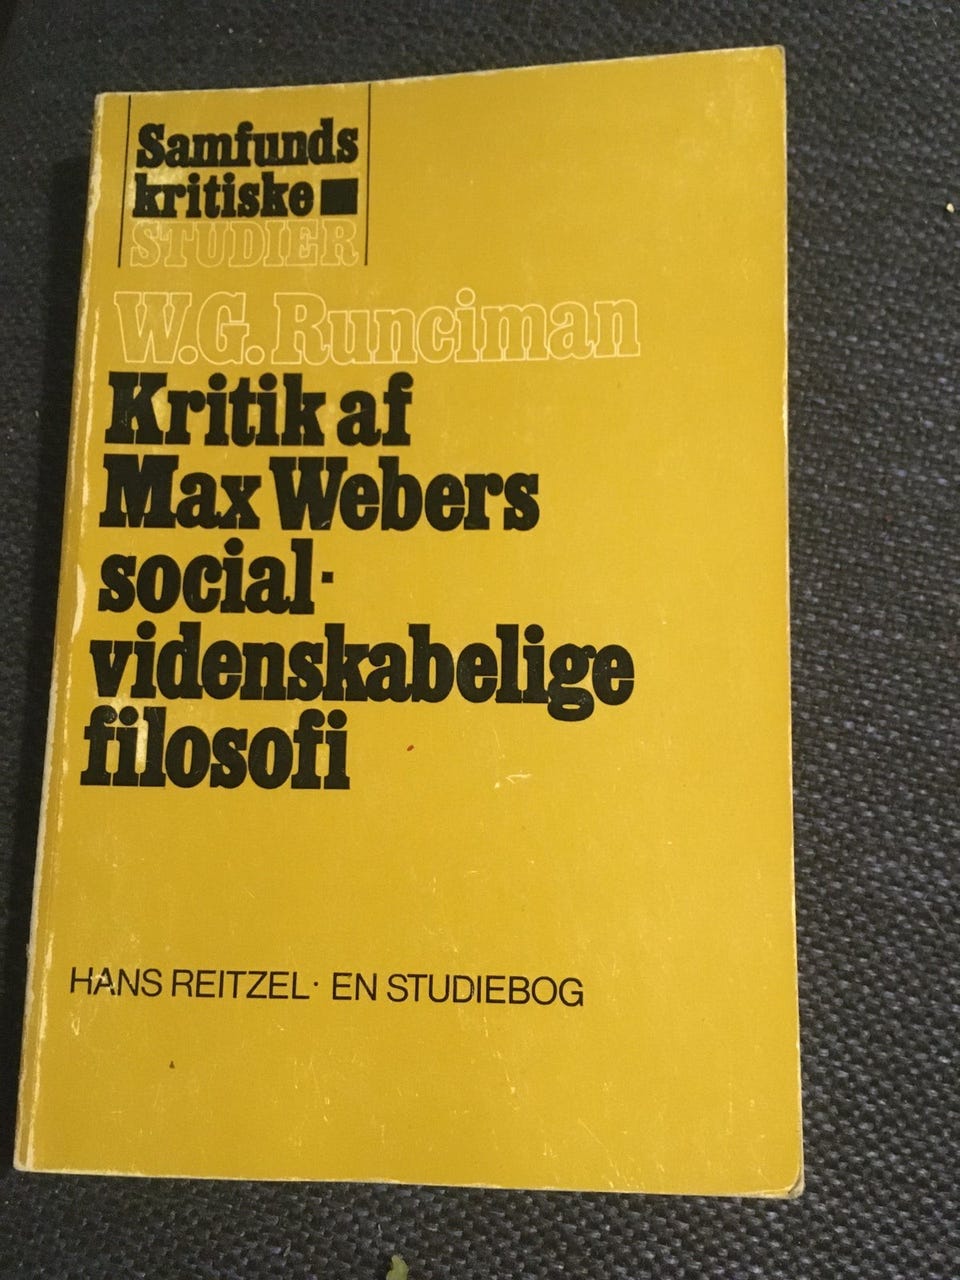 Samfunds
kritiske ■
STUDIER
W.G. Runciman
Kritik af
Max Webers
social-
videnskabelige
filosofi
HANS REITZEL · EN STUDIEBOG